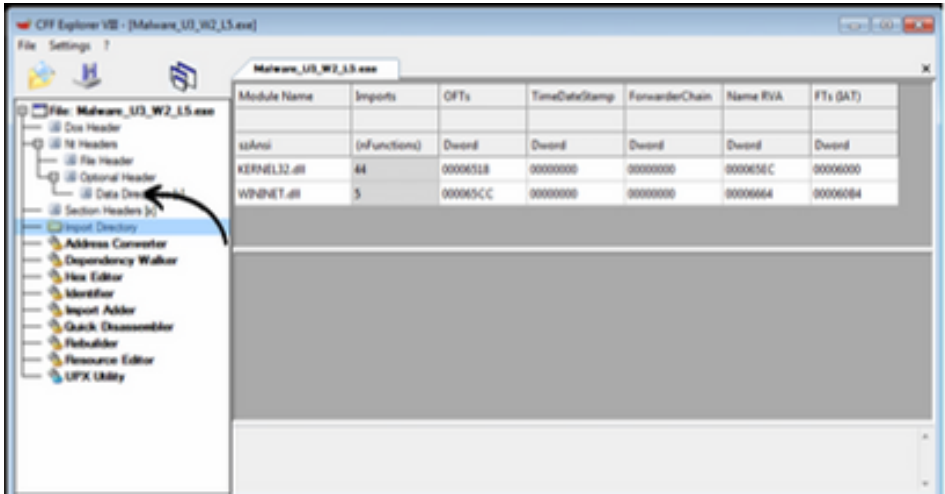 CFF Explorer VIII - [Malware_U3_W2_L5.exe]
File Settings ?
Malware_U3_W2_L5.exe
Module Name Imports OFTs TimeDateStamp ForwarderChain Name RVA FTs (IAT)
szAnsi (nFunctions) Dword Dword Dword Dword Dword
KERNEL32.dll 44 00006518 00000000 00000000 000065EC 00006000
WININET.dll 5 000065CC 00000000 00000000 00006664 000060B4
File: Malware_U3_W2_L5.exe
Dos Header
Nt Headers
File Header
Optional Header
Data Direc [x]
Section Headers [x]
Import Directory
Address Converter
Dependency Walker
Hex Editor
Identifier
Import Adder
Quick Disassembler
Rebuilder
Resource Editor
UPX Utility